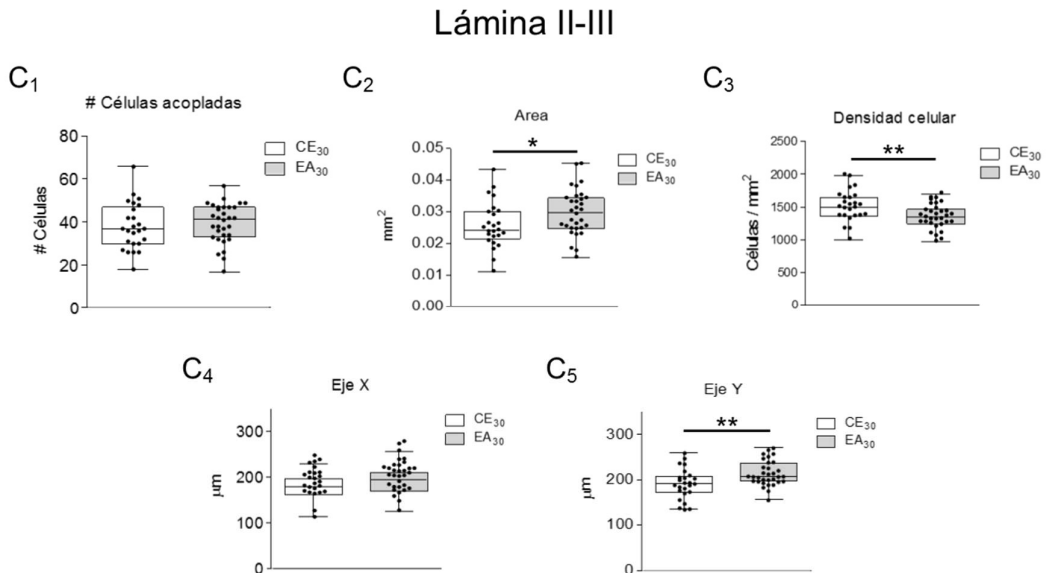 Lámina II-III
C1
# Células acopladas
80
60
40
20
0
# Células
CE30
EA30
C2
Area
*
0.05
0.04
0.03
0.02
0.01
0.00
mm2
CE30
EA30
C3
Densidad celular
**
2500
2000
1500
1000
500
0
Células / mm2
CE30
EA30
C4
Eje X
300
200
100
0
µm
CE30
EA30
C5
Eje Y
**
300
200
100
0
µm
CE30
EA30